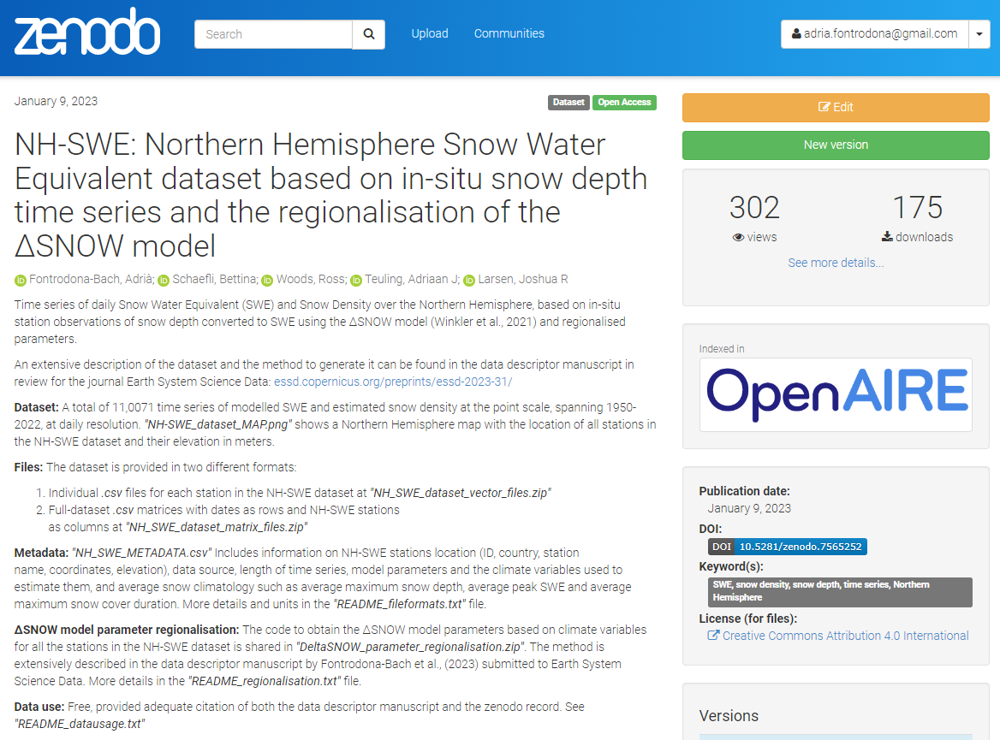 zenodo
Search
Upload
Communities
adria.fontrodona@gmail.com
January 9, 2023
Dataset
Open Access
NH-SWE: Northern Hemisphere Snow Water
Equivalent dataset based on in-situ snow depth
time series and the regionalisation of the
ΔSNOW model
iD Fontrodona-Bach, Adrià; iD Schaefli, Bettina; iD Woods, Ross; iD Teuling, Adriaan J; iD Larsen, Joshua R
Time series of daily Snow Water Equivalent (SWE) and Snow Density over the Northern Hemisphere, based on in-situ
station observations of snow depth converted to SWE using the ΔSNOW model (Winkler et al., 2021) and regionalised
parameters.
An extensive description of the dataset and the method to generate it can be found in the data descriptor manuscript in
review for the journal Earth System Science Data: essd.copernicus.org/preprints/essd-2023-31/
Dataset: A total of 11,0071 time series of modelled SWE and estimated snow density at the point scale, spanning 1950-
2022, at daily resolution. "NH-SWE_dataset_MAP.png" shows a Northern Hemisphere map with the location of all stations in
the NH-SWE dataset and their elevation in meters.
Files: The dataset is provided in two different formats:
1. Individual .csv files for each station in the NH-SWE dataset at "NH_SWE_dataset_vector_files.zip"
2. Full-dataset .csv matrices with dates as rows and NH-SWE stations
as columns at "NH_SWE_dataset_matrix_files.zip"
Metadata: "NH_SWE_METADATA.csv" Includes information on NH-SWE stations location (ID, country, station
name, coordinates, elevation), data source, length of time series, model parameters and the climate variables used to
estimate them, and average snow climatology such as average maximum snow depth, average peak SWE and average
maximum snow cover duration. More details and units in the "README_fileformats.txt" file.
ΔSNOW model parameter regionalisation: The code to obtain the ΔSNOW model parameters based on climate variables
for all the stations in the NH-SWE dataset is shared in "DeltaSNOW_parameter_regionalisation.zip". The method is
extensively described in the data descriptor manuscript by Fontrodona-Bach et al., (2023) submitted to Earth System
Science Data. More details in the "README_regionalisation.txt" file.
Data use: Free, provided adequate citation of both the data descriptor manuscript and the zenodo record. See
"README_datausage.txt"
Edit
New version
302
views
175
downloads
See more details...
Indexed in
OpenAIRE
Publication date:
January 9, 2023
DOI:
DOI 10.5281/zenodo.7565252
Keyword(s):
SWE, snow density, snow depth, time series, Northern
Hemisphere
License (for files):
Creative Commons Attribution 4.0 International
Versions